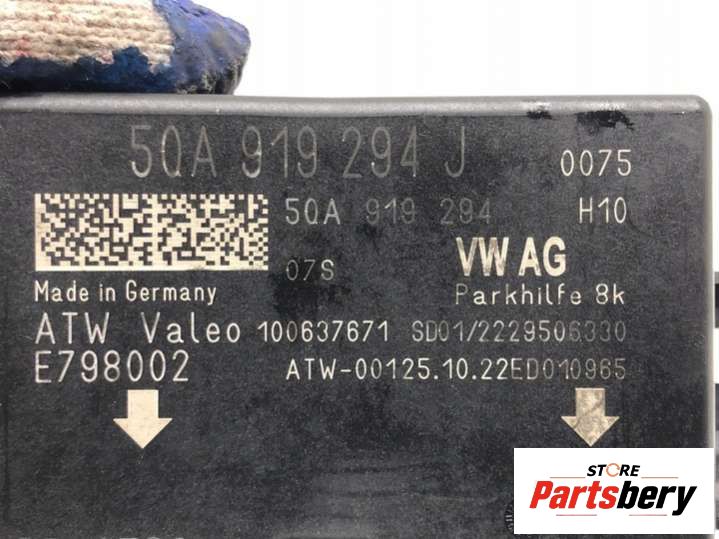 5QA 919 294 J 0075
5QA 919 294 H10
07S VW AG
Made in Germany Parkhilfe 8k
ATW Valeo 100637671 SD01/2229506330
E798002 ATW-00125.10.22ED010965
STORE
Partsbery